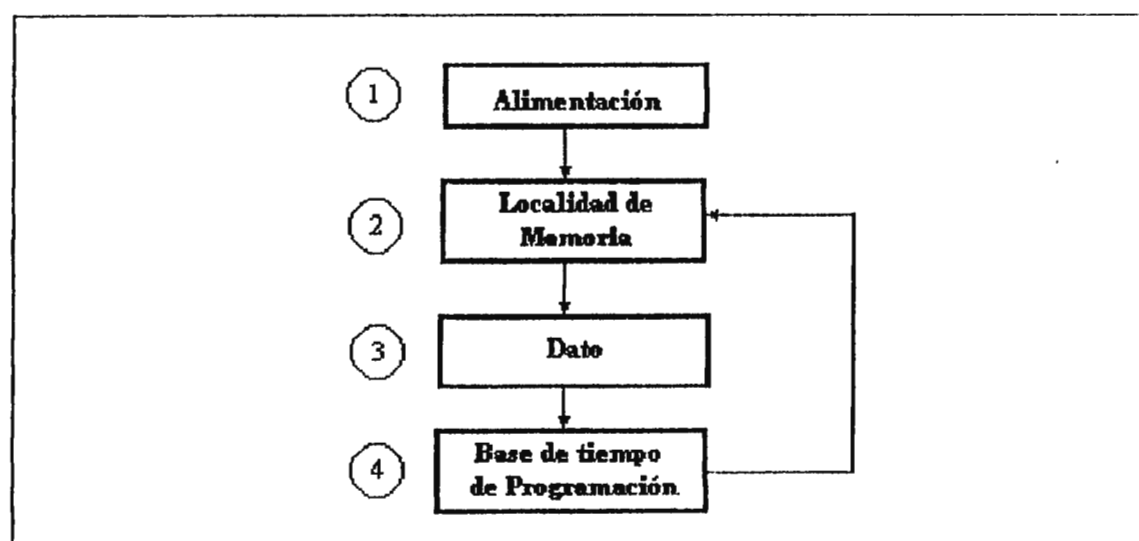 1
Alimentación
2
Localidad de
Memoria
3
Dato
4
Base de tiempo
de Programación.